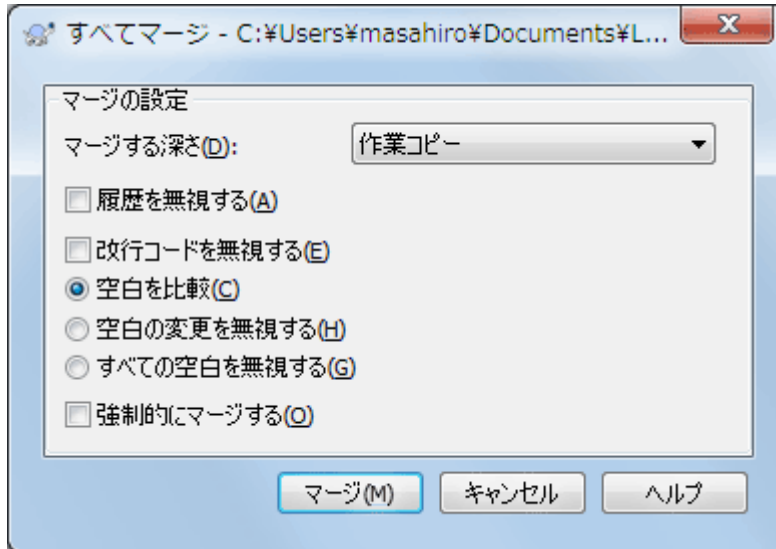 すべてマージ - C:¥Users¥masahiro¥Documents¥L...
マージの設定
マージする深さ(D): 作業コピー
履歴を無視する(A)
改行コードを無視する(E)
空白を比較(C)
空白の変更を無視する(H)
すべての空白を無視する(G)
強制的にマージする(O)
マージ(M) キャンセル ヘルプ